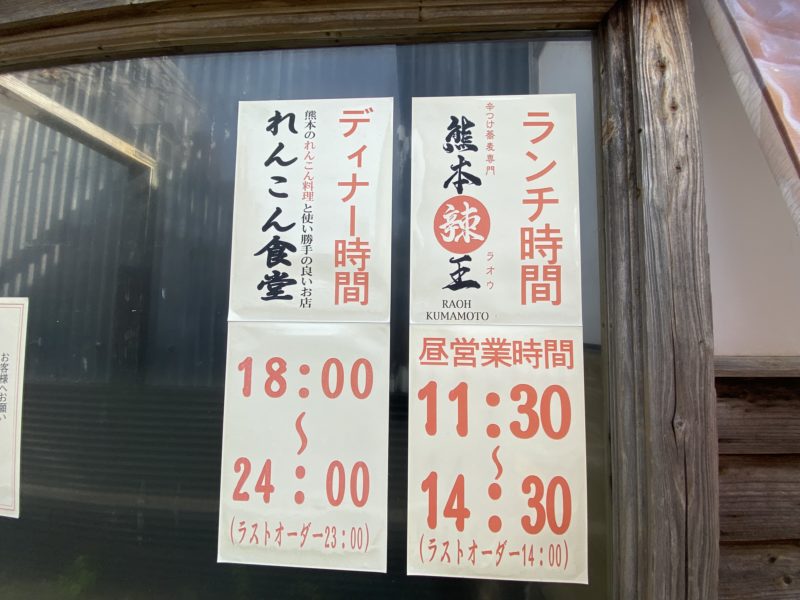 ランチ時間
辛つけ蕎麦専門
熊本辣王
ラオウ
RAOH
KUMAMOTO
昼営業時間
11:30
〜
14:30
(ラストオーダー14:00)
ディナー時間
熊本のれんこん料理と使い勝手の良いお店
れんこん食堂
18:00
〜
24:00
(ラストオーダー23:00)
お客様へお願い